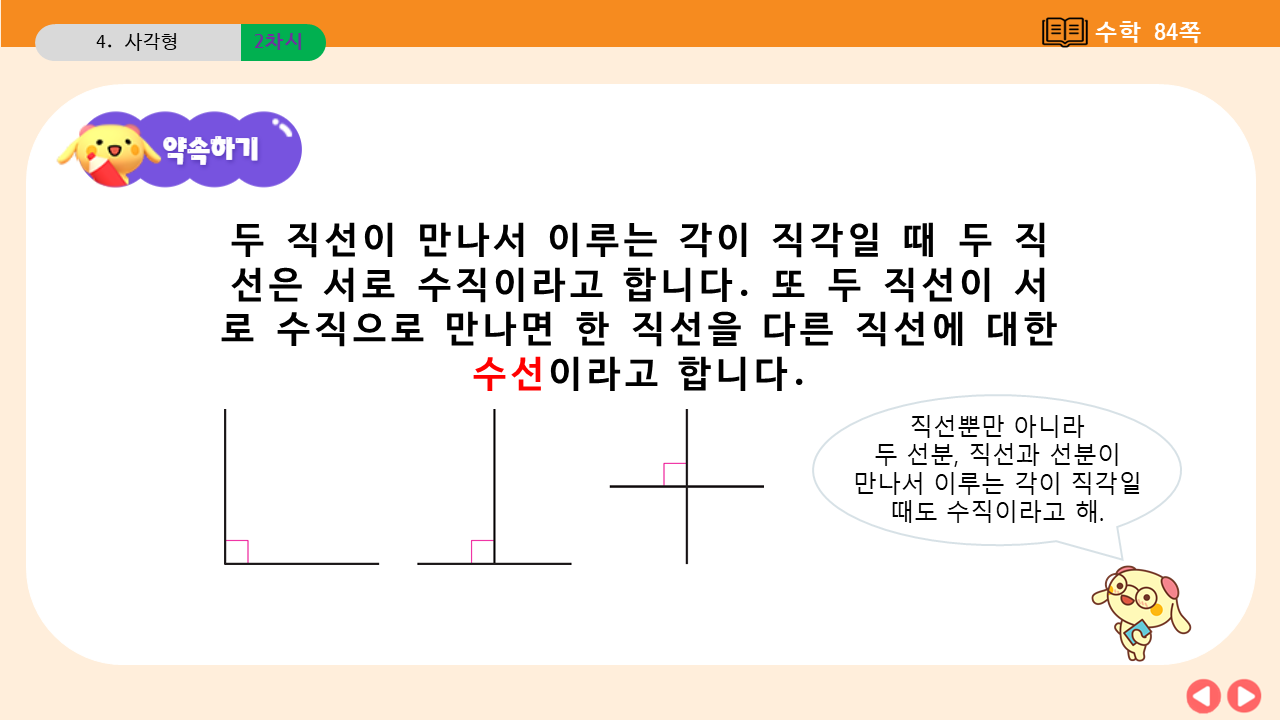 4. 사각형
2차시
수학 84쪽
약속하기
두 직선이 만나서 이루는 각이 직각일 때 두 직
선은 서로 수직이라고 합니다. 또 두 직선이 서
로 수직으로 만나면 한 직선을 다른 직선에 대한
수선이라고 합니다.
직선뿐만 아니라
두 선분, 직선과 선분이
만나서 이루는 각이 직각일
때도 수직이라고 해.